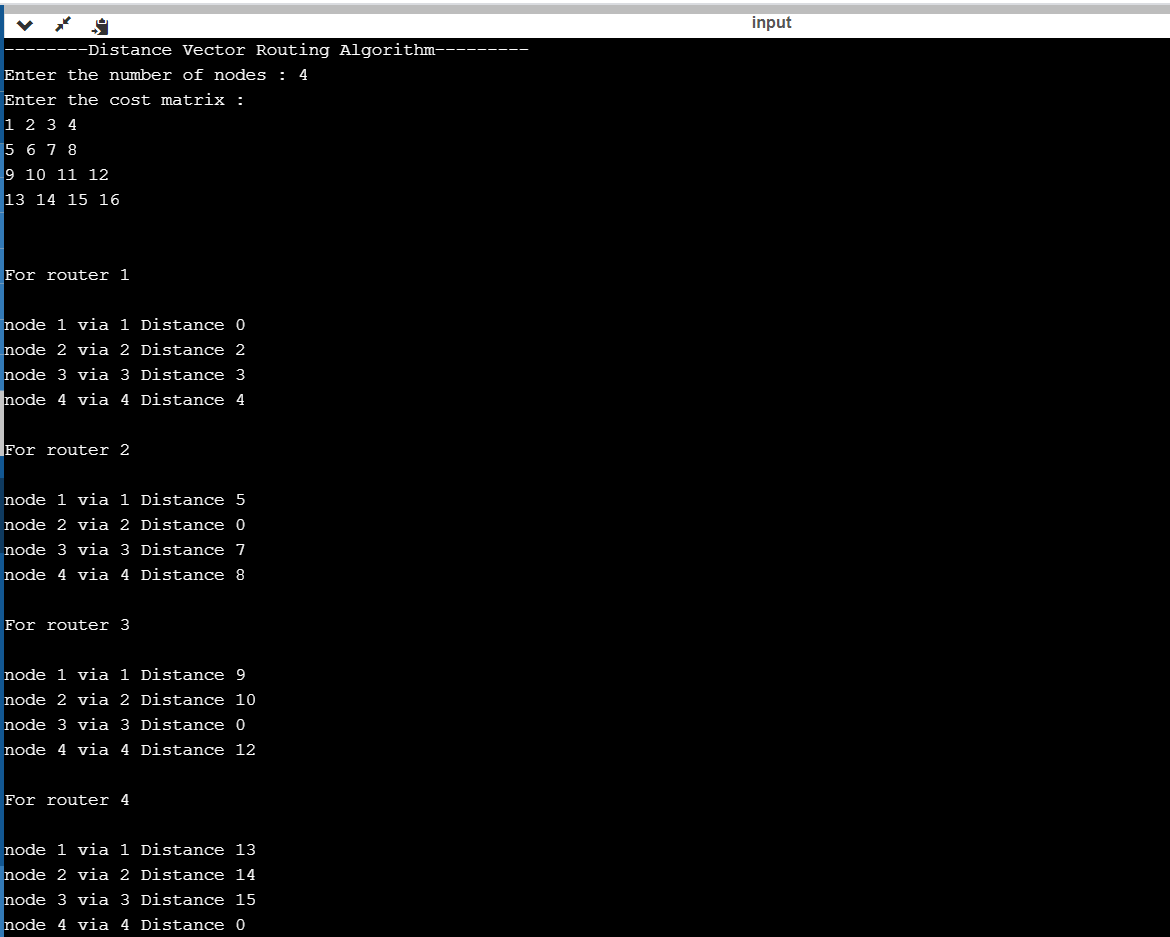 input
--------Distance Vector Routing Algorithm---------
Enter the number of nodes : 4
Enter the cost matrix :
1 2 3 4
5 6 7 8
9 10 11 12
13 14 15 16
For router 1
node 1 via 1 Distance 0
node 2 via 2 Distance 2
node 3 via 3 Distance 3
node 4 via 4 Distance 4
For router 2
node 1 via 1 Distance 5
node 2 via 2 Distance 0
node 3 via 3 Distance 7
node 4 via 4 Distance 8
For router 3
node 1 via 1 Distance 9
node 2 via 2 Distance 10
node 3 via 3 Distance 0
node 4 via 4 Distance 12
For router 4
node 1 via 1 Distance 13
node 2 via 2 Distance 14
node 3 via 3 Distance 15
node 4 via 4 Distance 0